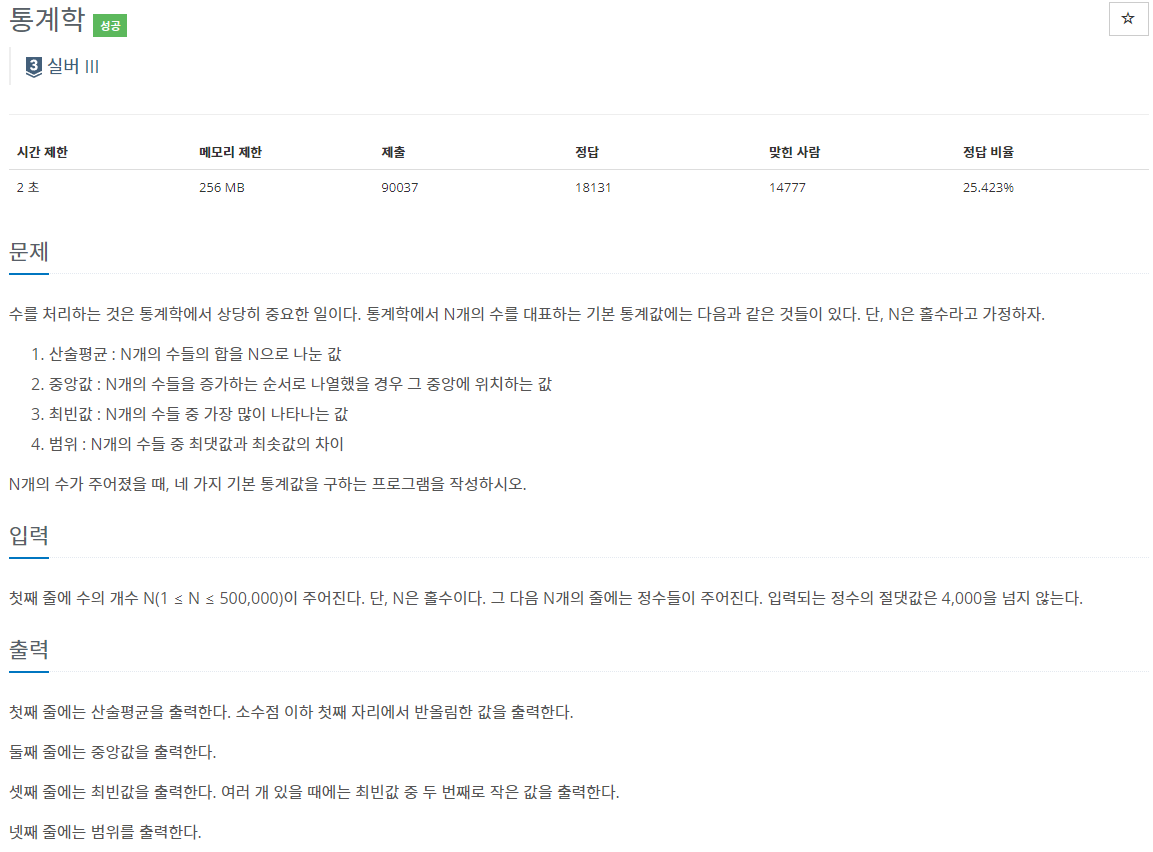 통계학 성공
☆
3 실버 III
시간 제한 메모리 제한 제출 정답 맞힌 사람 정답 비율
2 초 256 MB 90037 18131 14777 25.423%
문제
수를 처리하는 것은 통계학에서 상당히 중요한 일이다. 통계학에서 N개의 수를 대표하는 기본 통계값에는 다음과 같은 것들이 있다. 단, N은 홀수라고 가정하자.
1. 산술평균 : N개의 수들의 합을 N으로 나눈 값
2. 중앙값 : N개의 수들을 증가하는 순서로 나열했을 경우 그 중앙에 위치하는 값
3. 최빈값 : N개의 수들 중 가장 많이 나타나는 값
4. 범위 : N개의 수들 중 최댓값과 최솟값의 차이
N개의 수가 주어졌을 때, 네 가지 기본 통계값을 구하는 프로그램을 작성하시오.
입력
첫째 줄에 수의 개수 N(1 ≤ N ≤ 500,000)이 주어진다. 단, N은 홀수이다. 그 다음 N개의 줄에는 정수들이 주어진다. 입력되는 정수의 절댓값은 4,000을 넘지 않는다.
출력
첫째 줄에는 산술평균을 출력한다. 소수점 이하 첫째 자리에서 반올림한 값을 출력한다.
둘째 줄에는 중앙값을 출력한다.
셋째 줄에는 최빈값을 출력한다. 여러 개 있을 때에는 최빈값 중 두 번째로 작은 값을 출력한다.
넷째 줄에는 범위를 출력한다.